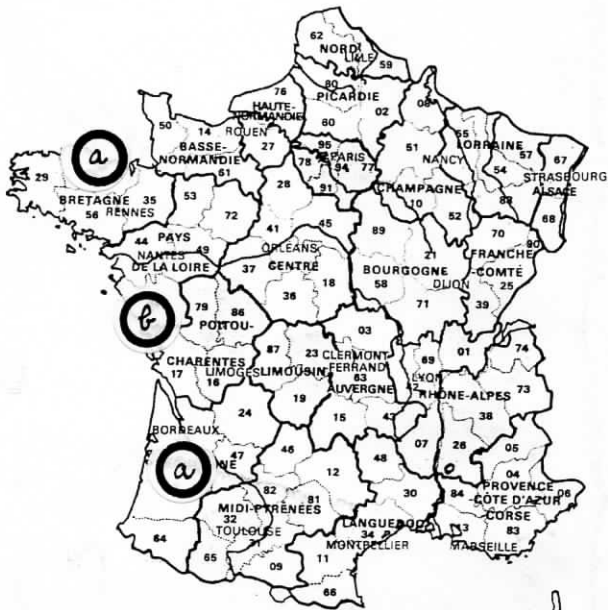 62
NORD
LILLE
59
80
PICARDIE
02
08
76
HAUTE-
NORMANDIE
60
50
14
ROUEN
BASSE-
NORMANDIE
27
61
a
95
PARIS
78
94
77
91
51
NANCY
CHAMPAGNE
10
52
55
LORRAINE
57
54
88
67
STRASBOURG
ALSACE
68
29
BRETAGNE
35
56
RENNES
53
72
28
45
41
ORLEANS
44
PAYS
49
NANTES
DE LA LOIRE
37
CENTRE
18
36
89
21
BOURGOGNE
58
DIJON
71
70
90
FRANCHE
-COMTÉ
25
39
b
79
86
POITOU-
CHARENTES
17
16
LIMOGES
87
23
LIMOUSIN
19
03
CLERMONT-
FERRAND
63
AUVERGNE
15
43
69
01
74
LYON
42
RHÔNE-ALPES
73
38
07
26
24
BORDEAUX
a
47
NE
46
12
48
82
81
MIDI-PYRÉNÉES
32
TOULOUSE
31
64
65
09
30
LANGUEDOC
34
MONTPELLIER
11
66
05
04
PROVENCE
84
-CÔTE D'AZUR
06
CORSE
13
83
MARSEILLE